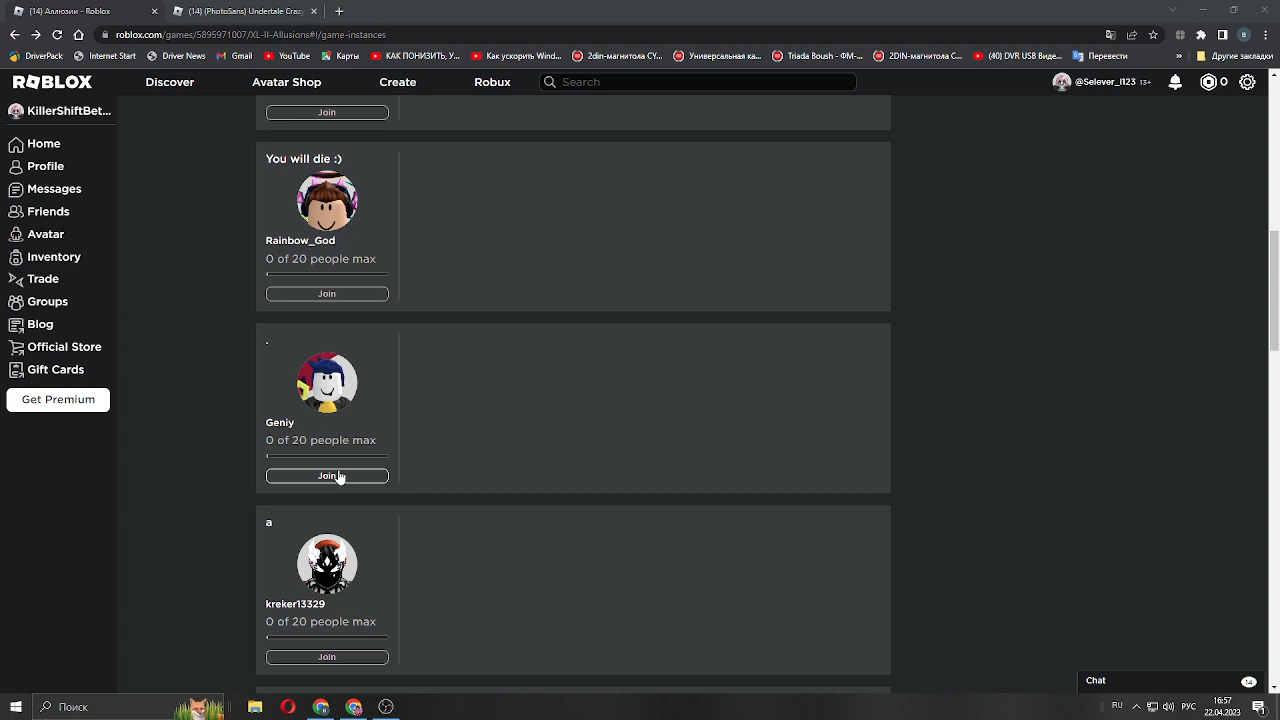 (14) Аллюзии - Roblox
(14) (PhotoSans) Undertale Crazy
roblox.com/games/5895971007/XL-II-Allusions#!/game-instances
DriverPack
Internet Start
Driver News
Gmail
YouTube
Карты
КАК ПОНИЗИТЬ У...
Как ускорить Wind...
2din-магнитола CY...
Универсальная ка...
Triada Boush - ФМ-...
2DIN-магнитола C...
(40) DVR USB Виде...
Перевести
Другие закладки
ROBLOX
Discover
Avatar Shop
Create
Robux
Search
@Selever_l123 13+
0
KillerShiftBet...
Home
Profile
Messages
Friends
Avatar
Inventory
Trade
Groups
Blog
Official Store
Gift Cards
Get Premium
Join
You will die :)
Rainbow_God
0 of 20 people max
Join
.
Geniy
0 of 20 people max
Join
a
kreker13329
0 of 20 people max
Join
Chat
14
Поиск
RU
РУС
16:57
22.04.2023